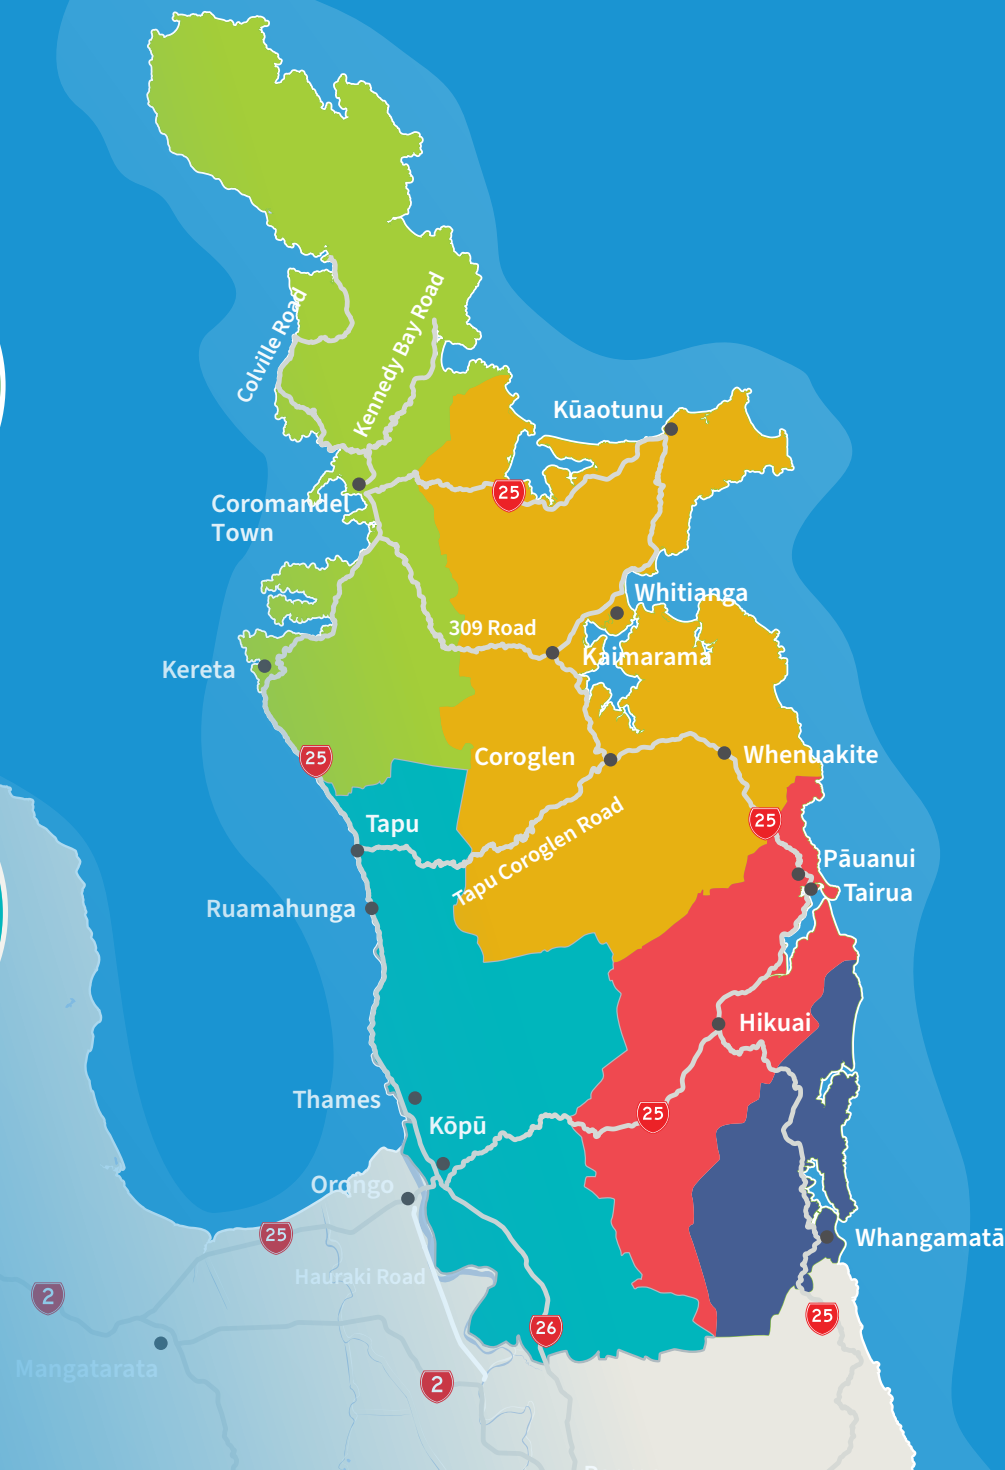 Colville Road
Kennedy Bay Road
Kūaotunu
25
Coromandel
Town
Whitianga
309 Road
Kaimarama
Kereta
25
Coroglen
Whenuakite
Tapu
25
Tapu Coroglen Road
Pāuanui
Tairua
Ruamahunga
Hikuai
Thames
25
Kōpū
Orongo
25
Whangamatā
Hauraki Road
2
25
26
Mangatarata
2